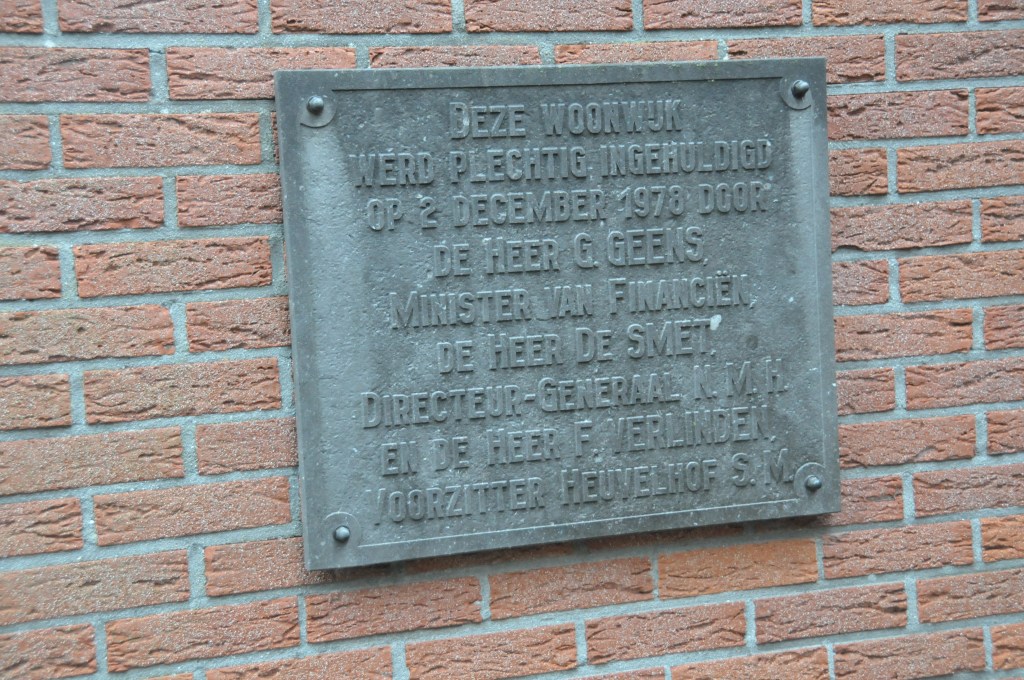 DEZE WOONWIJK
WERD PLECHTIG INGEHULDIGD
OP 2 DECEMBER 1978 DOOR
DE HEER G. GEENS,
MINISTER VAN FINANCIËN,
DE HEER DE SMET,
DIRECTEUR-GENERAAL N. M. H.
EN DE HEER F. VERLINDEN,
VOORZITTER HEUVELHOF S. M.